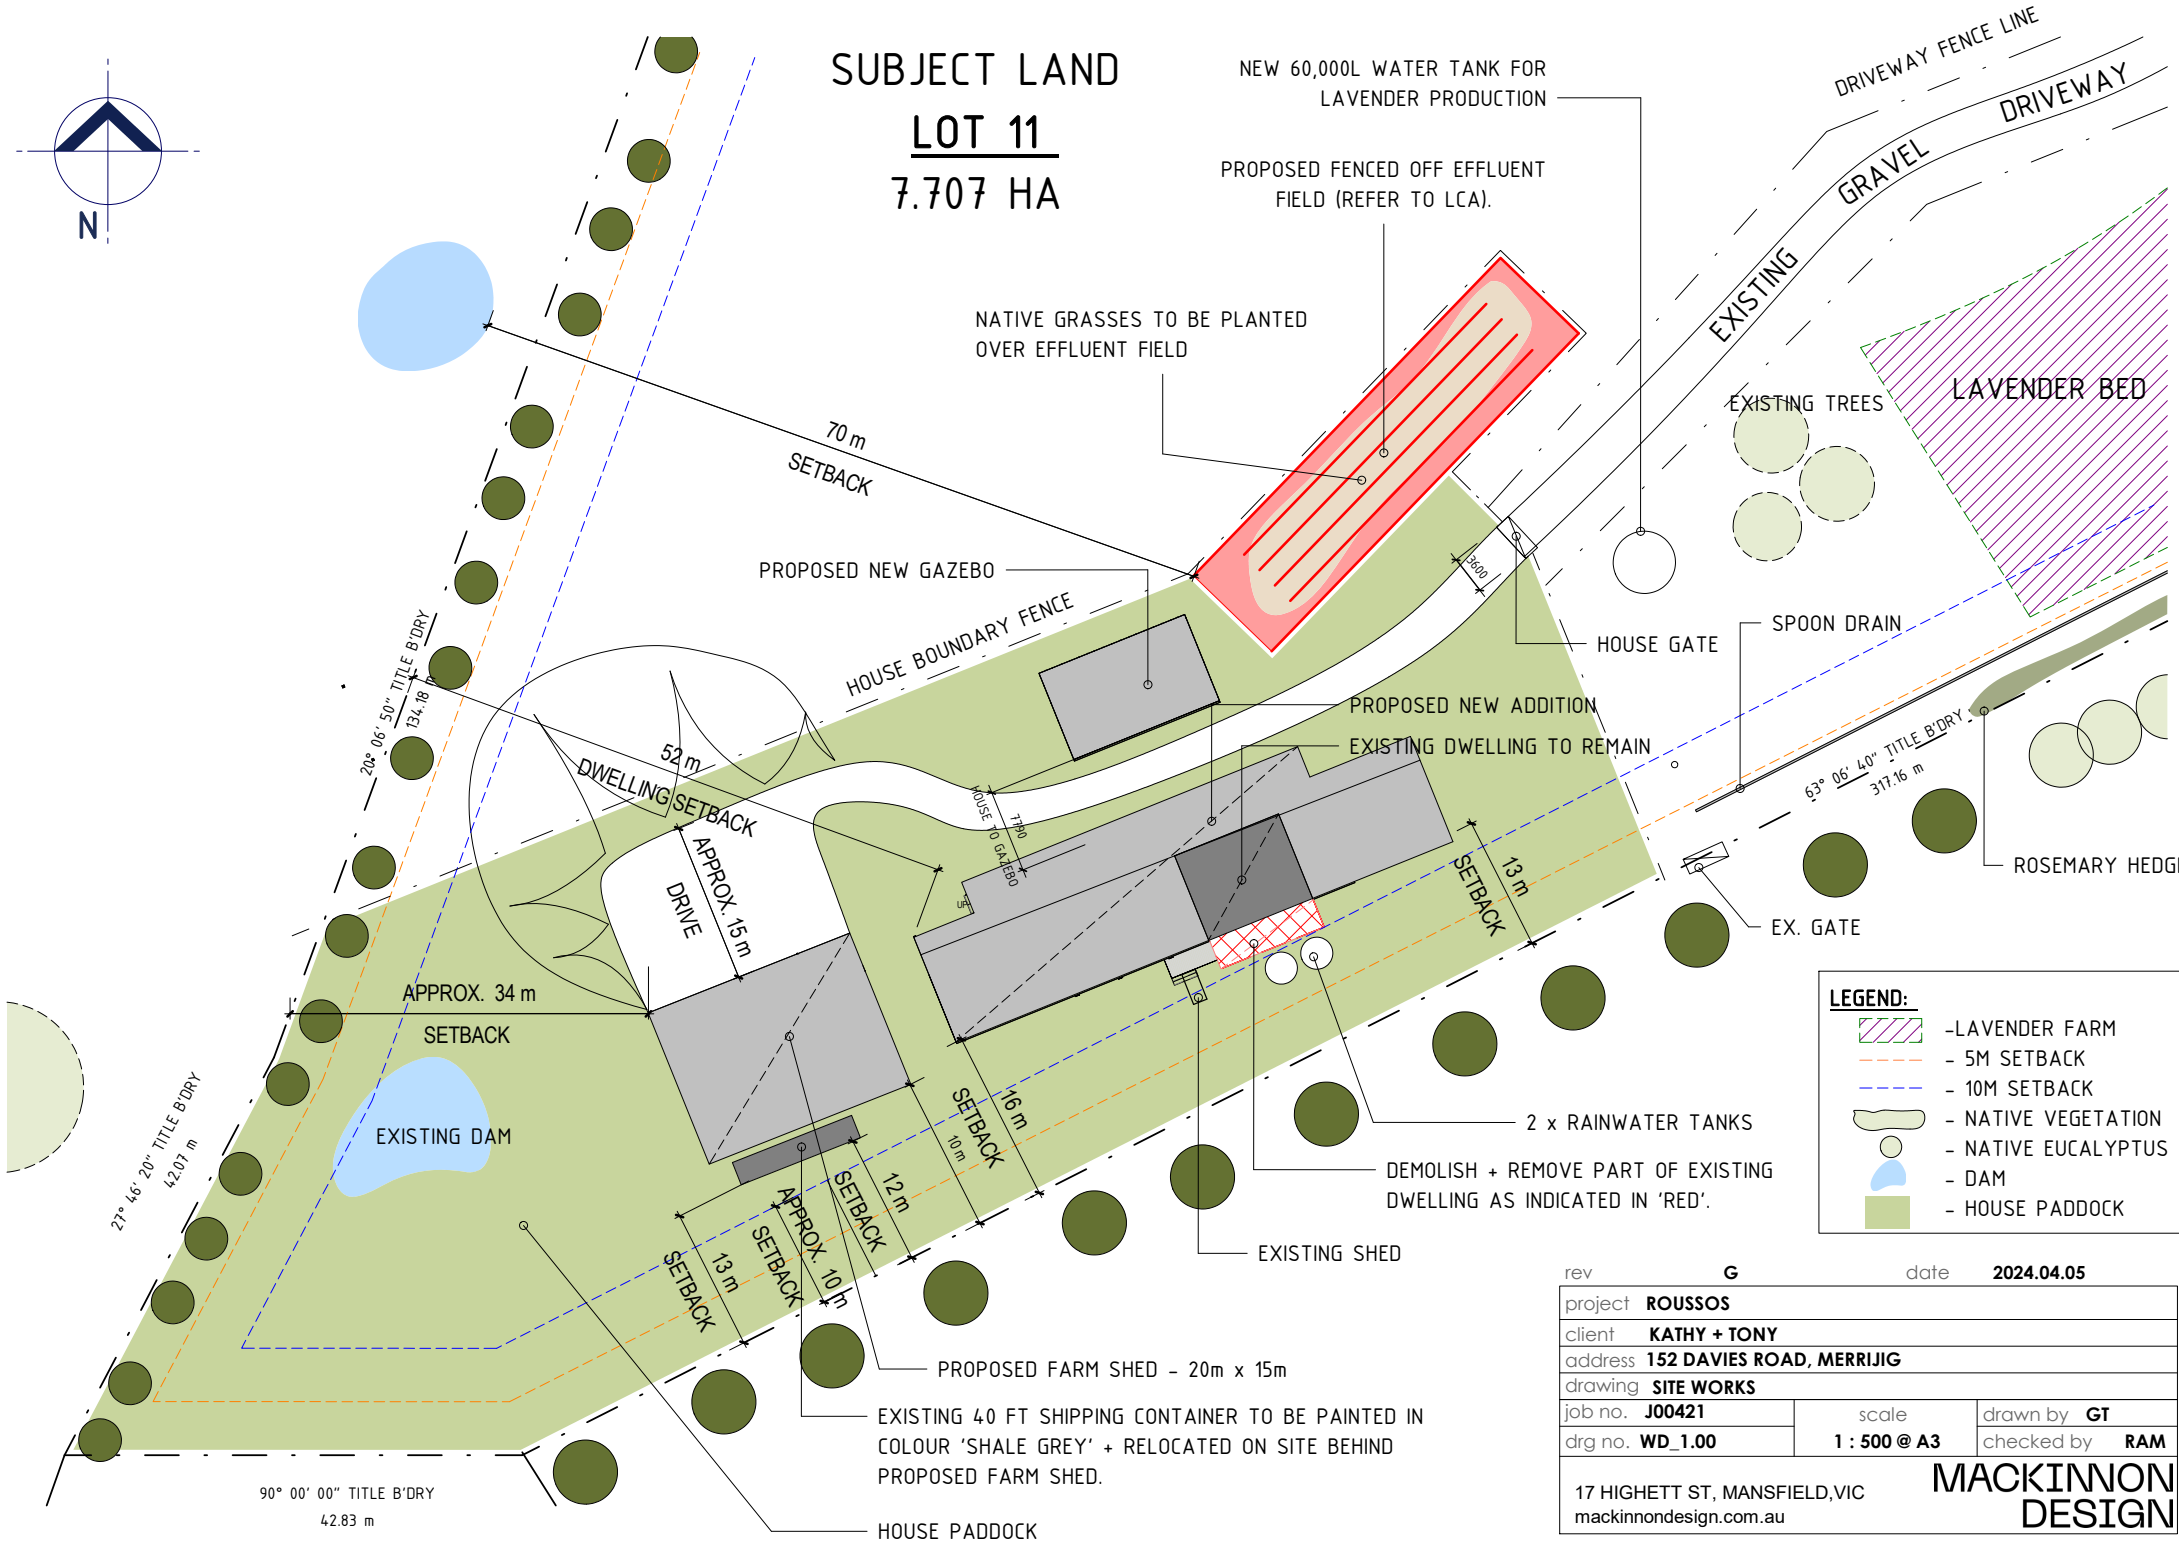 SUBJECT LAND
LOT 11
7.707 HA
N
NEW 60,000L WATER TANK FOR
LAVENDER PRODUCTION
PROPOSED FENCED OFF EFFLUENT
FIELD (REFER TO LCA).
NATIVE GRASSES TO BE PLANTED
OVER EFFLUENT FIELD
DRIVEWAY FENCE LINE
EXISTING GRAVEL DRIVEWAY
LAVENDER BED
EXISTING TREES
70 m
SETBACK
PROPOSED NEW GAZEBO
HOUSE BOUNDARY FENCE
3600
HOUSE GATE
SPOON DRAIN
PROPOSED NEW ADDITION
EXISTING DWELLING TO REMAIN
20° 06' 50" TITLE B'DRY
134.18 m
52 m
DWELLING SETBACK
7790
HOUSE TO GAZEBO
UP
APPROX. 15 m
DRIVE
63° 06' 40" TITLE B'DRY
317.16 m
ROSEMARY HEDGE
EX. GATE
13 m
SETBACK
APPROX. 34 m
SETBACK
EXISTING DAM
27° 46' 20" TITLE B'DRY
42.07 m
16 m
SETBACK
10 m
12 m
SETBACK
APPROX. 10 m
SETBACK
13 m
SETBACK
2 x RAINWATER TANKS
DEMOLISH + REMOVE PART OF EXISTING
DWELLING AS INDICATED IN 'RED'.
EXISTING SHED
PROPOSED FARM SHED - 20m x 15m
EXISTING 40 FT SHIPPING CONTAINER TO BE PAINTED IN
COLOUR 'SHALE GREY' + RELOCATED ON SITE BEHIND
PROPOSED FARM SHED.
HOUSE PADDOCK
90° 00' 00" TITLE B'DRY
42.83 m
LEGEND:
-LAVENDER FARM
- 5M SETBACK
- 10M SETBACK
- NATIVE VEGETATION
- NATIVE EUCALYPTUS
- DAM
- HOUSE PADDOCK
rev G date 2024.04.05
project ROUSSOS
client KATHY + TONY
address 152 DAVIES ROAD, MERRIJIG
drawing SITE WORKS
job no. J00421 scale drawn by GT
drg no. WD_1.00 1 : 500 @ A3 checked by RAM
17 HIGHETT ST, MANSFIELD,VIC
mackinnondesign.com.au
MACKINNON
DESIGN